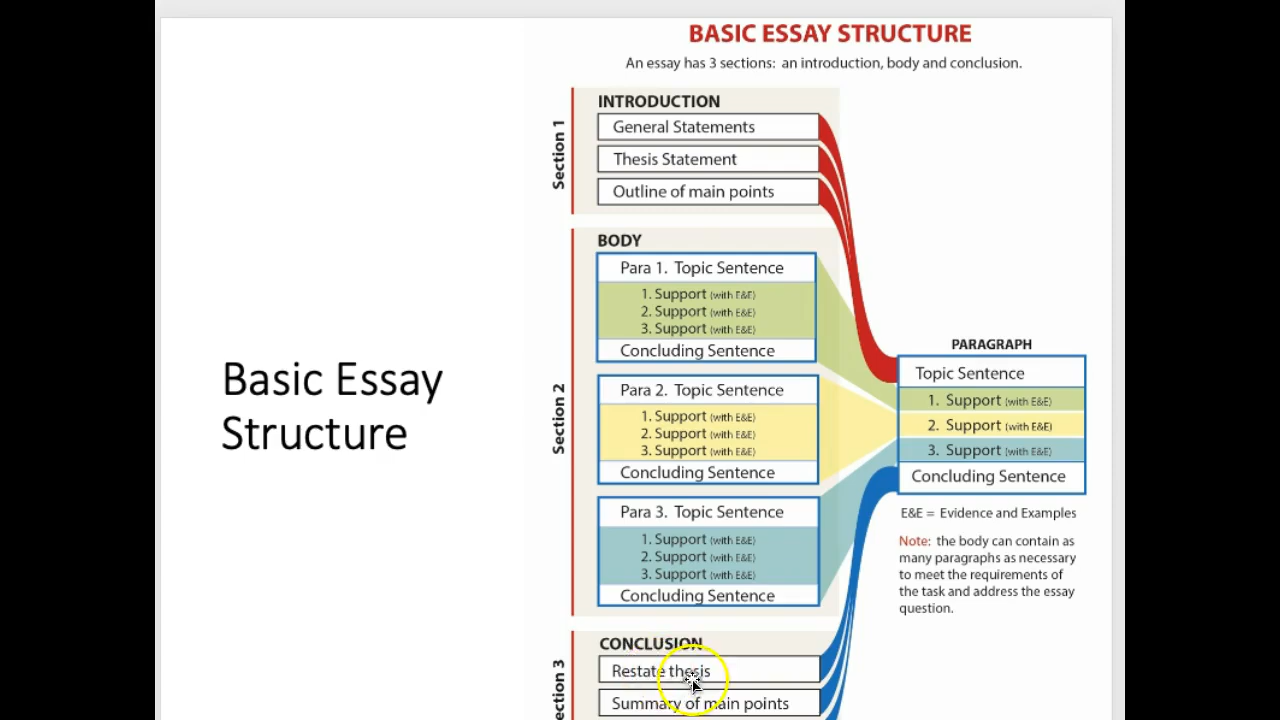 BASIC ESSAY STRUCTURE
An essay has 3 sections: an introduction, body and conclusion.
Basic Essay
Structure
Section 1
INTRODUCTION
General Statements
Thesis Statement
Outline of main points
Section 2
BODY
Para 1. Topic Sentence
1. Support (with E&E)
2. Support (with E&E)
3. Support (with E&E)
Concluding Sentence
Para 2. Topic Sentence
1. Support (with E&E)
2. Support (with E&E)
3. Support (with E&E)
Concluding Sentence
Para 3. Topic Sentence
1. Support (with E&E)
2. Support (with E&E)
3. Support (with E&E)
Concluding Sentence
PARAGRAPH
Topic Sentence
1. Support (with E&E)
2. Support (with E&E)
3. Support (with E&E)
Concluding Sentence
E&E = Evidence and Examples
Note: the body can contain as
many paragraphs as necessary
to meet the requirements of
the task and address the essay
question.
ection 3
CONCLUSION
Restate thesis
Summary of main points